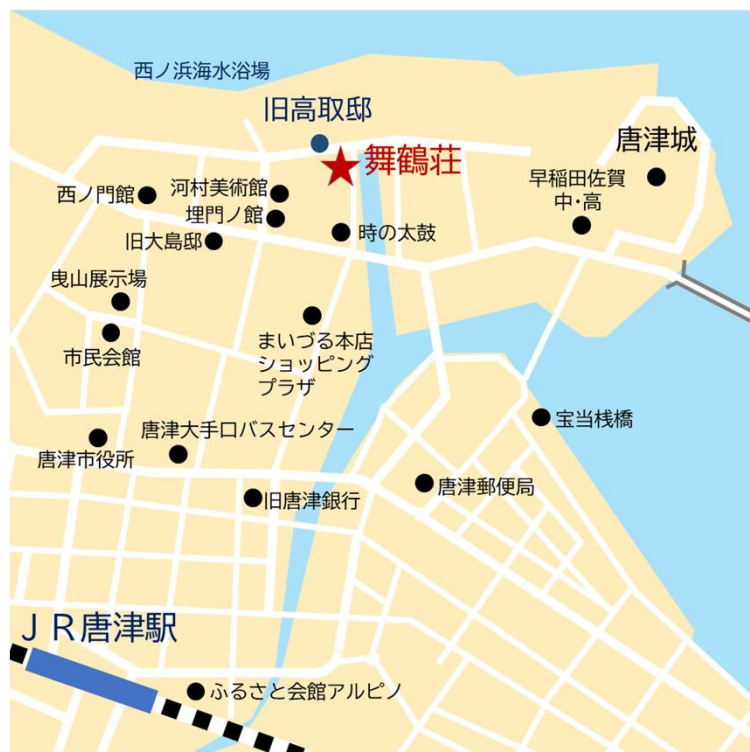 西ノ浜海水浴場
旧高取邸
舞鶴荘
唐津城
早稲田佐賀
中・高
河村美術館
西ノ門館
埋門ノ館
時の太鼓
旧大島邸
曳山展示場
まいづる本店
ショッピング
プラザ
市民会館
宝当桟橋
唐津大手口バスセンター
唐津市役所
唐津郵便局
旧唐津銀行
ＪＲ唐津駅
ふるさと会館アルピノ